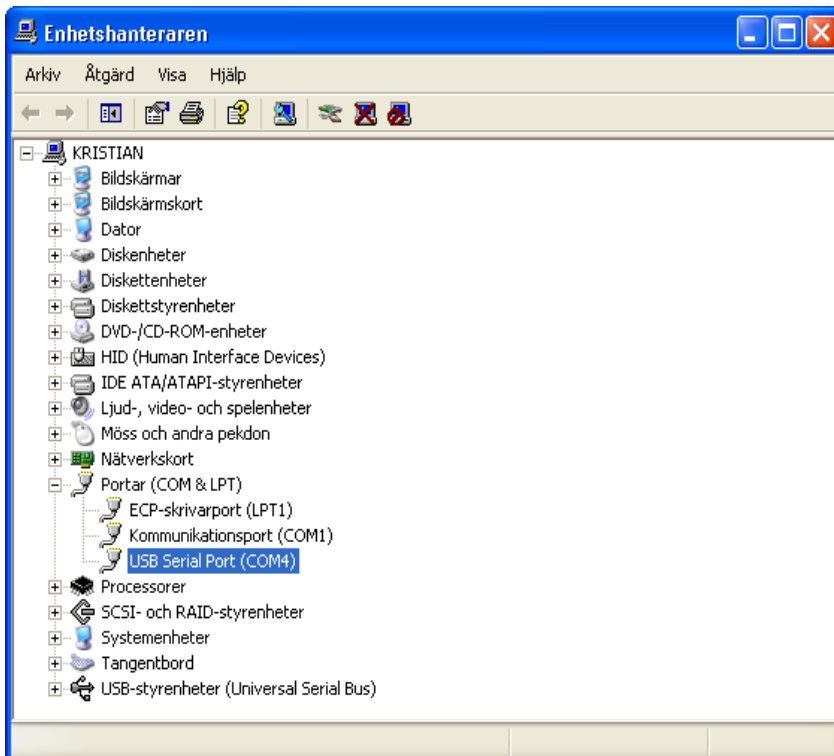 Enhetshanteraren
Arkiv Åtgärd Visa Hjälp
KRISTIAN
Bildskärmar
Bildskärmskort
Dator
Diskenheter
Diskettenheter
Diskettstyrenheter
DVD-/CD-ROM-enheter
HID (Human Interface Devices)
IDE ATA/ATAPI-styrenheter
Ljud-, video- och spelenheter
Möss och andra pekdon
Nätverkskort
Portar (COM & LPT)
ECP-skrivarport (LPT1)
Kommunikationsport (COM1)
USB Serial Port (COM4)
Processorer
SCSI- och RAID-styrenheter
Systemenheter
Tangentbord
USB-styrenheter (Universal Serial Bus)